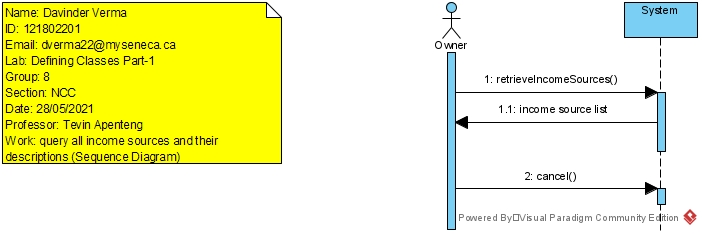 Name: Davinder Verma
ID: 121802201
Email: dverma22@myseneca.ca
Lab: Defining Classes Part-1
Group: 8
Section: NCC
Date: 28/05/2021
Professor: Tevin Apenteng
Work: query all income sources and their
descriptions (Sequence Diagram)
Owner
System
1: retrieveIncomeSources()
1.1: income source list
2: cancel()
Powered By Visual Paradigm Community Edition